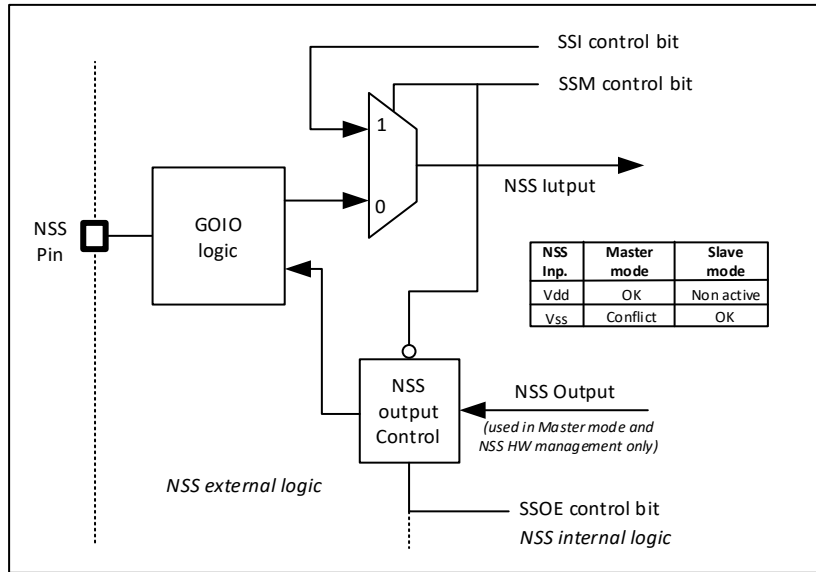 SSI control bit
SSM control bit
1
0
NSS Iutput
NSS
Pin
GOIO
logic
NSS Inp. Master mode Slave mode
Vdd OK Non active
Vss Conflict OK
NSS
output
Control
NSS Output
(used in Master mode and
NSS HW management only)
NSS external logic
SSOE control bit
NSS internal logic